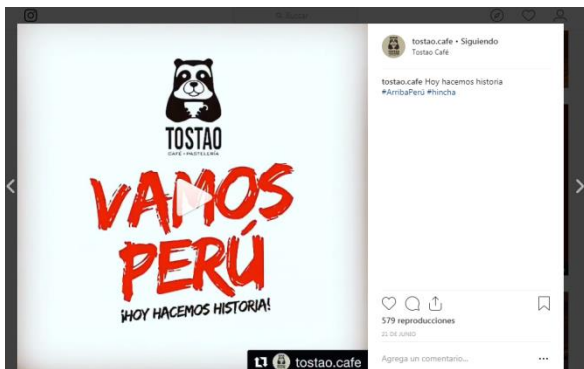 Buscar
TOSTAO
CAFÉ + PASTELERÍA
VAMOS
PERÚ
¡HOY HACEMOS HISTORIA!
tostao.cafe
tostao.cafe • Siguiendo
Tostao Café
tostao.cafe Hoy hacemos historia
#ArribaPerú #hincha
579 reproducciones
21 DE JUNIO
Agrega un comentario...